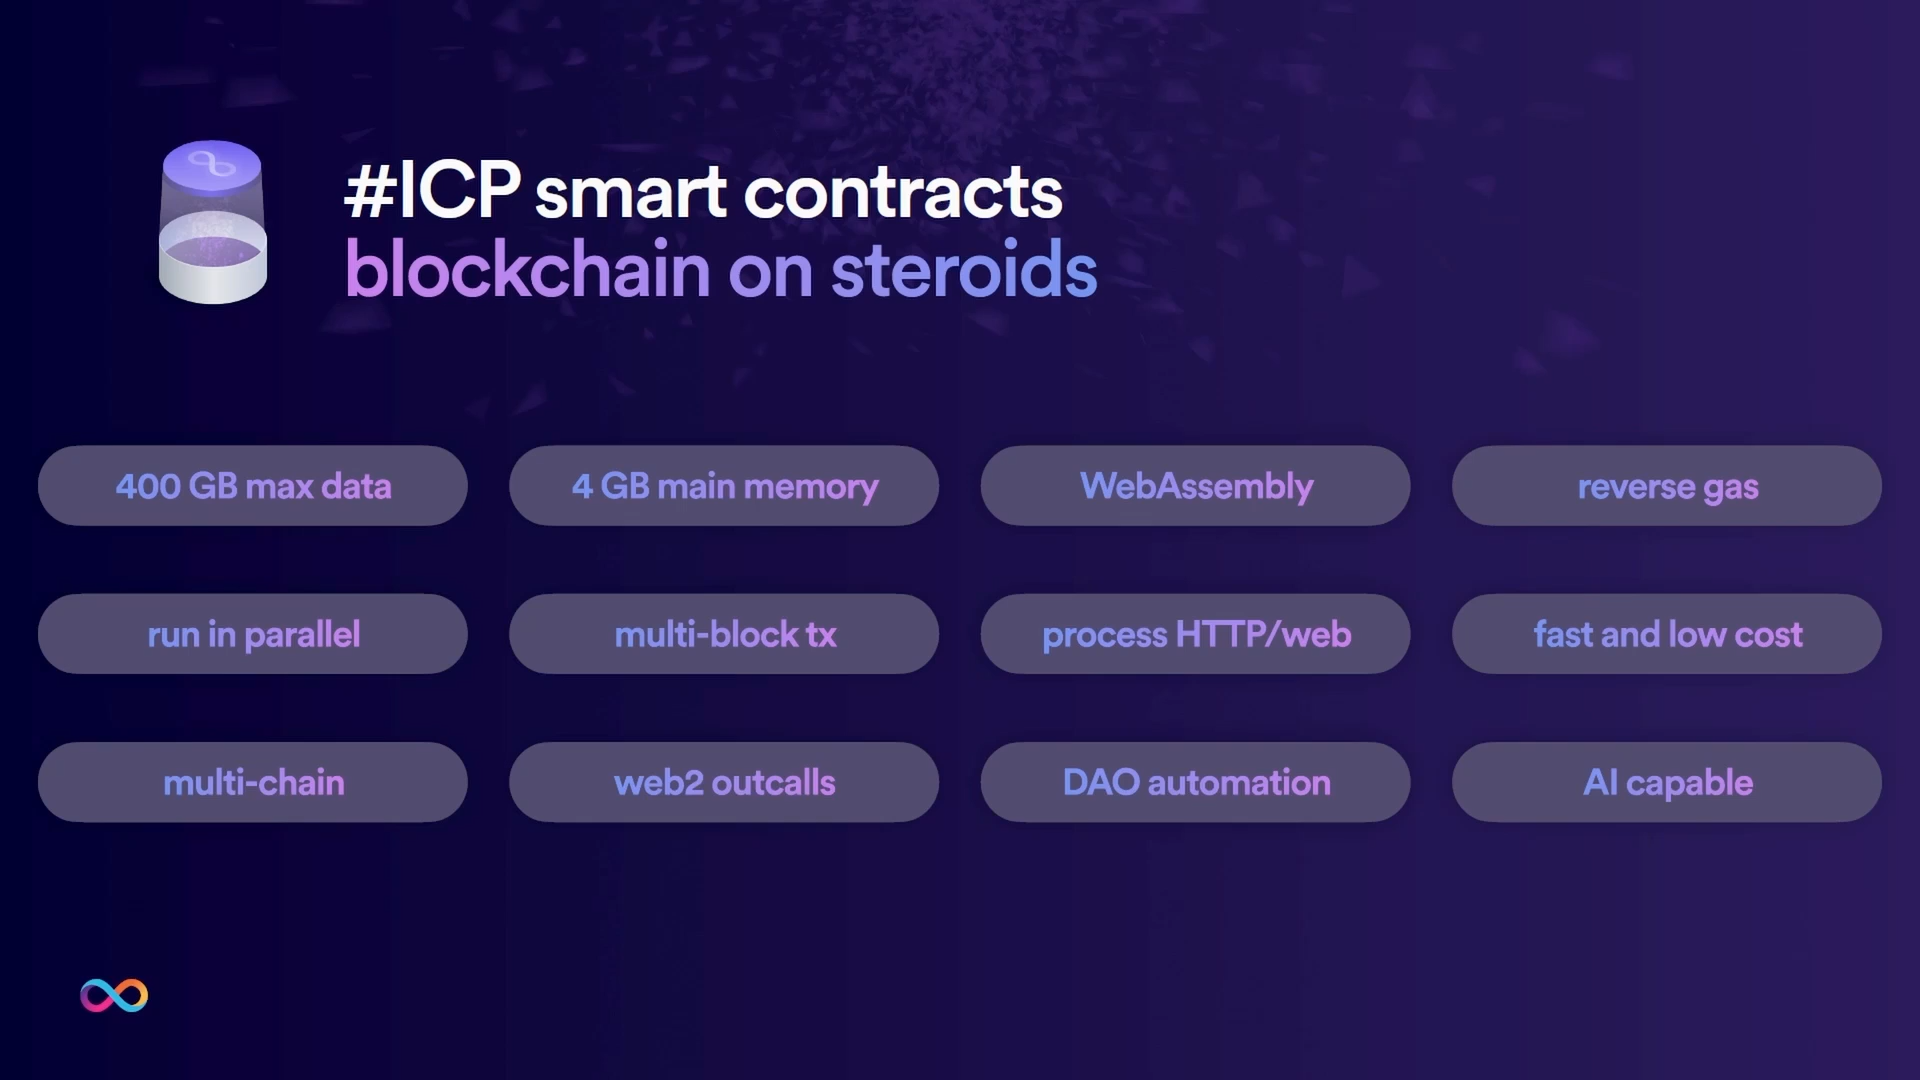 #ICP smart contracts
blockchain on steroids
400 GB max data
4 GB main memory
WebAssembly
reverse gas
run in parallel
multi-block tx
process HTTP/web
fast and low cost
multi-chain
web2 outcalls
DAO automation
AI capable